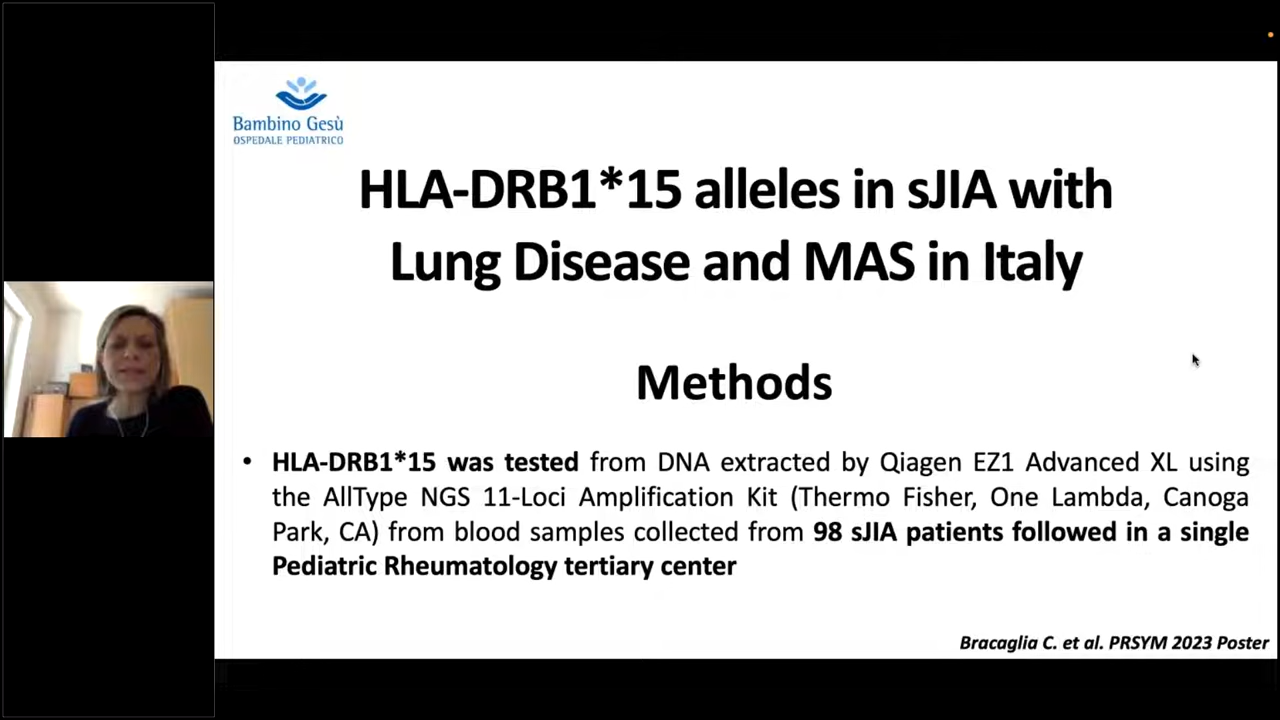 Bambino Gesù
OSPEDALE PEDIATRICO
HLA-DRB1*15 alleles in sJIA with
Lung Disease and MAS in Italy
Methods
• HLA-DRB1*15 was tested from DNA extracted by Qiagen EZ1 Advanced XL using
the AllType NGS 11-Loci Amplification Kit (Thermo Fisher, One Lambda, Canoga
Park, CA) from blood samples collected from 98 sJIA patients followed in a single
Pediatric Rheumatology tertiary center
Bracaglia C. et al. PRSYM 2023 Poster